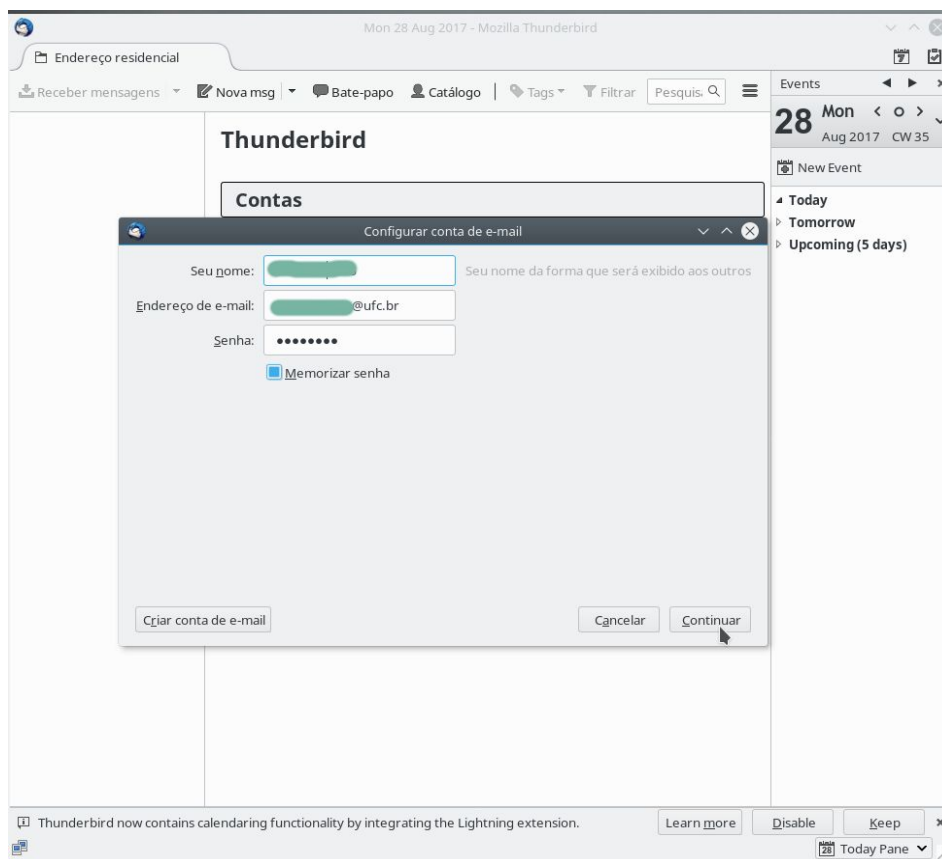 Mon 28 Aug 2017 - Mozilla Thunderbird
Endereço residencial
Receber mensagens Nova msg Bate-papo Catálogo Tags Filtrar Pesquis.
Thunderbird
Contas
Events
28 Mon
Aug 2017 CW 35
New Event
Today
Tomorrow
Upcoming (5 days)
Configurar conta de e-mail
Seu nome: Seu nome da forma que será exibido aos outros
Endereço de e-mail: @ufc.br
Senha: ••••••••
Memorizar senha
Criar conta de e-mail Cancelar Continuar
Thunderbird now contains calendaring functionality by integrating the Lightning extension. Learn more Disable Keep
28 Today Pane